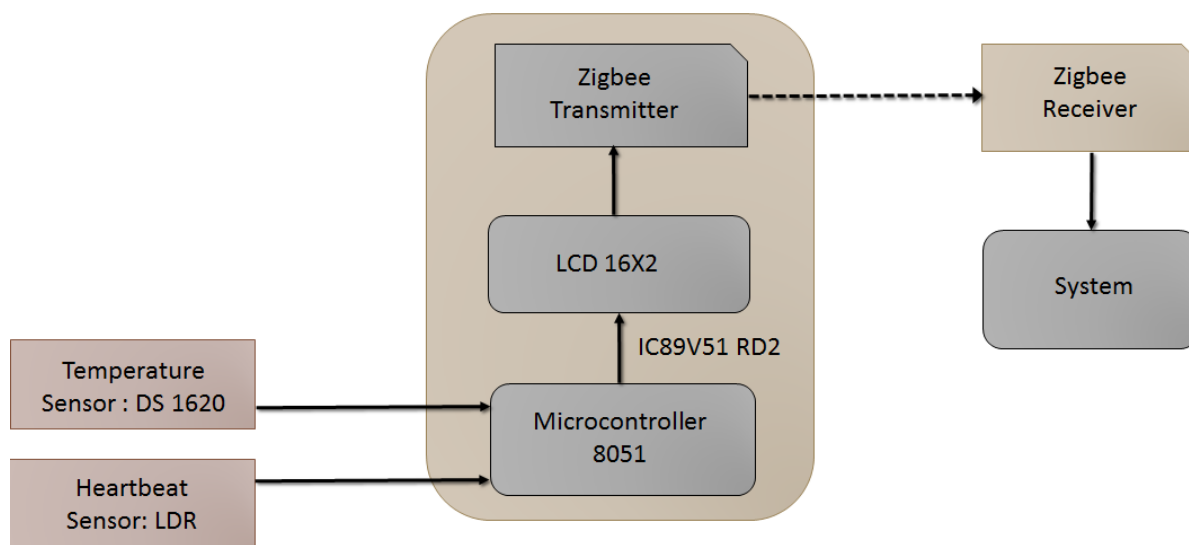 Zigbee
Transmitter
Zigbee
Receiver
LCD 16X2
System
IC89V51 RD2
Temperature
Sensor : DS 1620
Microcontroller
8051
Heartbeat
Sensor: LDR